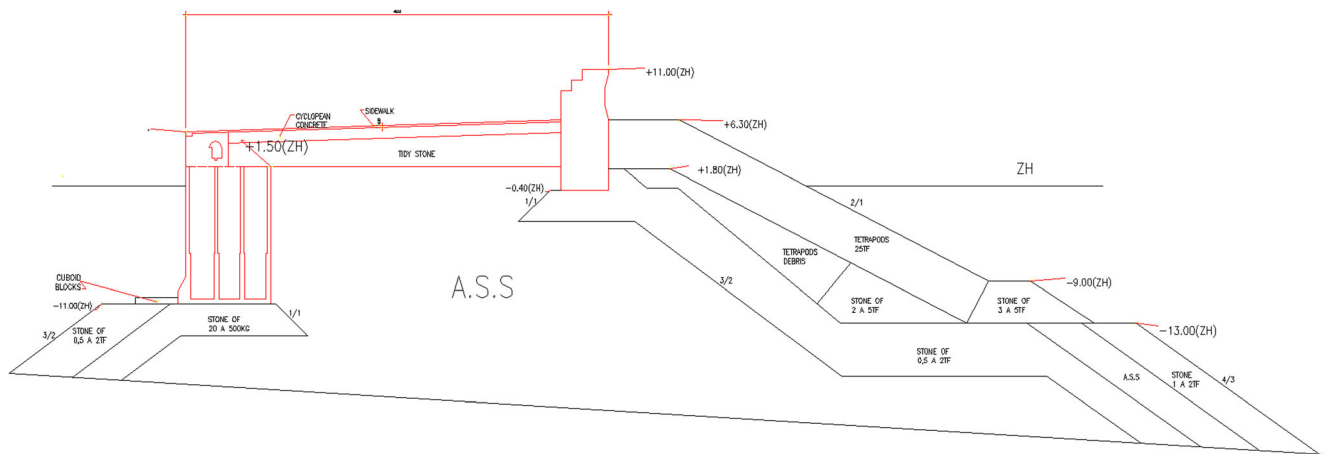 +11.00(ZH)
CYCLOPEAN
CONCRETE
SIDEWALK
+6.30(ZH)
+1.50(ZH)
TIDY STONE
+1.80(ZH)
ZH
-0.40(ZH)
1/1
2/1
TETRAPODS
25TF
TETRAPODS
DEBRIS
CUBOID
BLOCKS
A.S.S
3/2
-9.00(ZH)
-11.00(ZH)
STONE OF
2 A 5TF
STONE OF
3 A 5TF
STONE OF
20 A 500KG
1/1
3/2
STONE OF
0,5 A 2TF
-13.00(ZH)
STONE OF
0,5 A 2TF
A.S.S
STONE
1 A 2TF
4/3